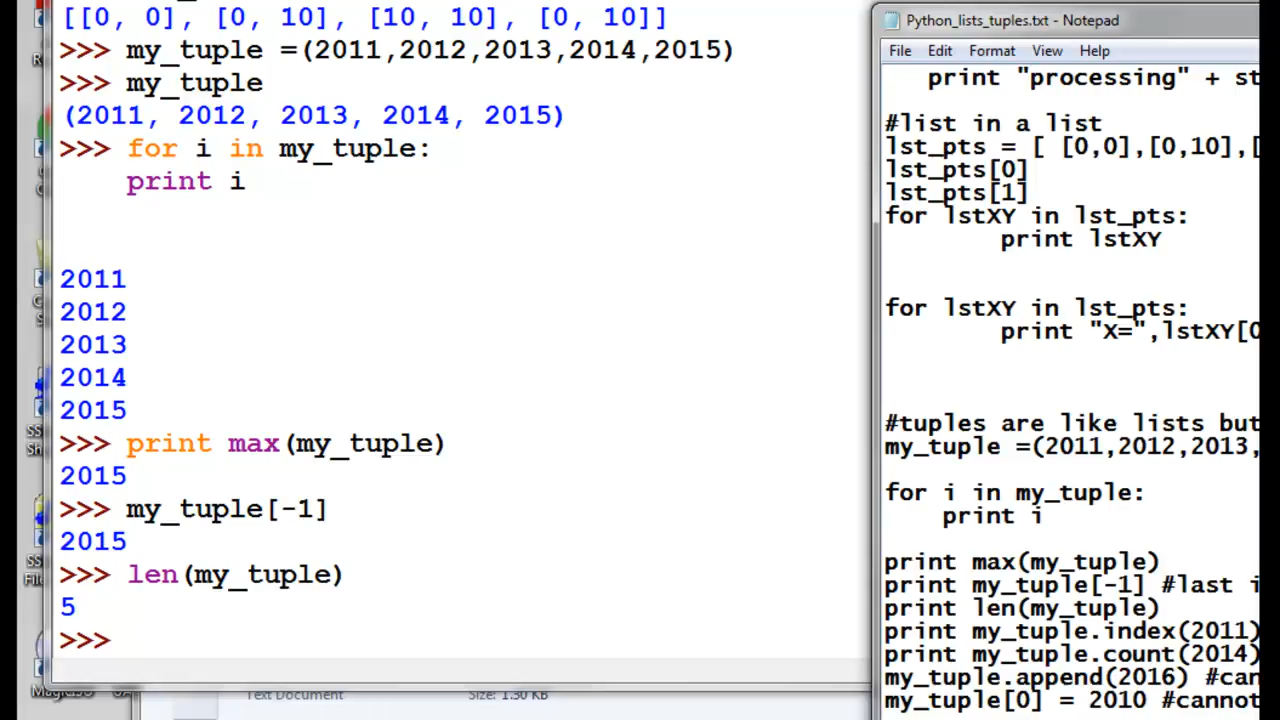 [[0, 0], [0, 10], [10, 10], [0, 10]]
>>> my_tuple =(2011,2012,2013,2014,2015)
>>> my_tuple
(2011, 2012, 2013, 2014, 2015)
>>> for i in my_tuple:
print i
2011
2012
2013
2014
2015
>>> print max(my_tuple)
2015
>>> my_tuple[-1]
2015
>>> len(my_tuple)
5
>>>
Text Document
Size: 1.30 KB
Python_lists_tuples.txt - Notepad
File Edit Format View Help
print "processing" + st
#list in a list
lst_pts = [ [0,0],[0,10],[
lst_pts[0]
lst_pts[1]
for lstXY in lst_pts:
print lstXY
for lstXY in lst_pts:
print "X=",lstXY[0
#tuples are like lists but
my_tuple =(2011,2012,2013,
for i in my_tuple:
print i
print max(my_tuple)
print my_tuple[-1] #last i
print len(my_tuple)
print my_tuple.index(2011)
print my_tuple.count(2014)
my_tuple.append(2016) #can
my_tuple[0] = 2010 #cannot